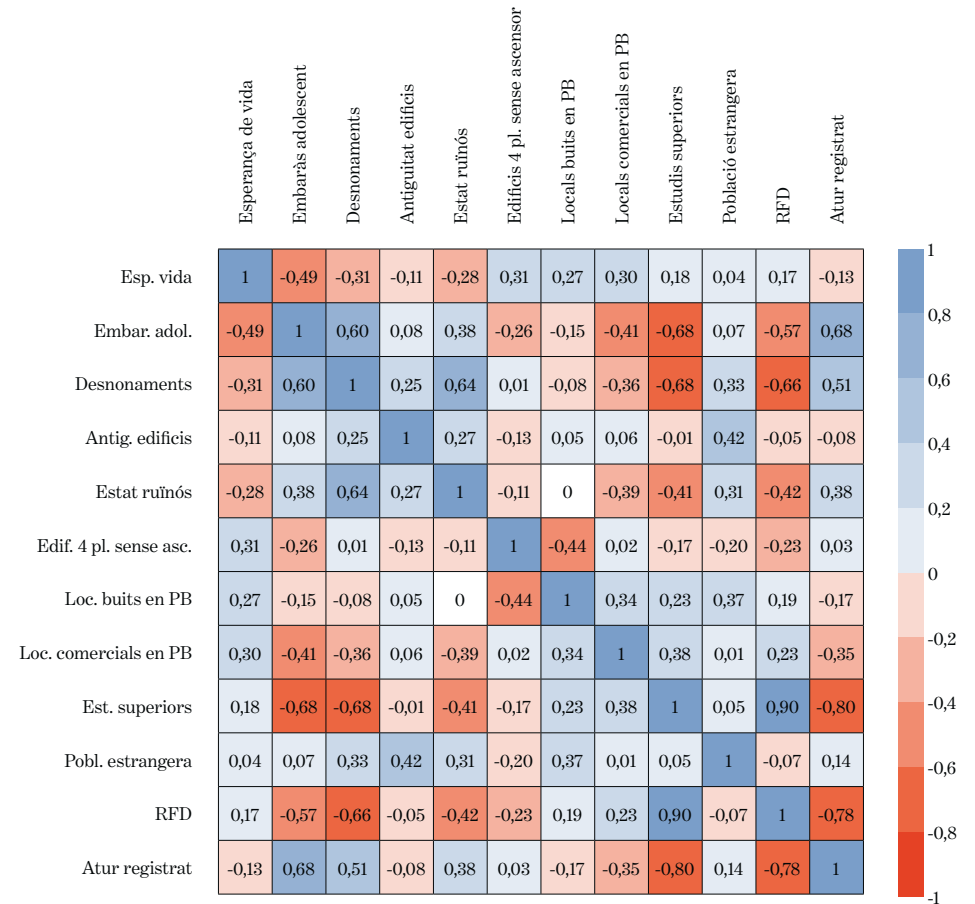 Esperança de vida
Embaràs adolescent
Desnonaments
Antiguitat edificis
Estat ruïnós
Edificis 4 pl. sense ascensor
Locals buits en PB
Locals comercials en PB
Estudis superiors
Població estrangera
RFD
Atur registrat
Esp. vida 1 -0,49 -0,31 -0,11 -0,28 0,31 0,27 0,30 0,18 0,04 0,17 -0,13
Embar. adol. -0,49 1 0,60 0,08 0,38 -0,26 -0,15 -0,41 -0,68 0,07 -0,57 0,68
Desnonaments -0,31 0,60 1 0,25 0,64 0,01 -0,08 -0,36 -0,68 0,33 -0,66 0,51
Antig. edificis -0,11 0,08 0,25 1 0,27 -0,13 0,05 0,06 -0,01 0,42 -0,05 -0,08
Estat ruïnós -0,28 0,38 0,64 0,27 1 -0,11 0 -0,39 -0,41 0,31 -0,42 0,38
Edif. 4 pl. sense asc. 0,31 -0,26 0,01 -0,13 -0,11 1 -0,44 0,02 -0,17 -0,20 -0,23 0,03
Loc. buits en PB 0,27 -0,15 -0,08 0,05 0 -0,44 1 0,34 0,23 0,37 0,19 -0,17
Loc. comercials en PB 0,30 -0,41 -0,36 0,06 -0,39 0,02 0,34 1 0,38 0,01 0,23 -0,35
Est. superiors 0,18 -0,68 -0,68 -0,01 -0,41 -0,17 0,23 0,38 1 0,05 0,90 -0,80
Pobl. estrangera 0,04 0,07 0,33 0,42 0,31 -0,20 0,37 0,01 0,05 1 -0,07 0,14
RFD 0,17 -0,57 -0,66 -0,05 -0,42 -0,23 0,19 0,23 0,90 -0,07 1 -0,78
Atur registrat -0,13 0,68 0,51 -0,08 0,38 0,03 -0,17 -0,35 -0,80 0,14 -0,78 1
1
0,8
0,6
0,4
0,2
0
-0,2
-0,4
-0,6
-0,8
-1